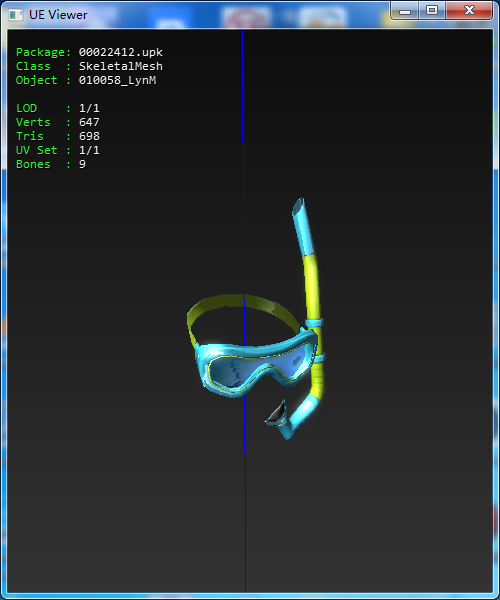 UE Viewer
Package: 00022412.upk
Class : SkeletalMesh
Object : 010058_LynM
LOD : 1/1
Verts : 647
Tris : 698
UV Set : 1/1
Bones : 9